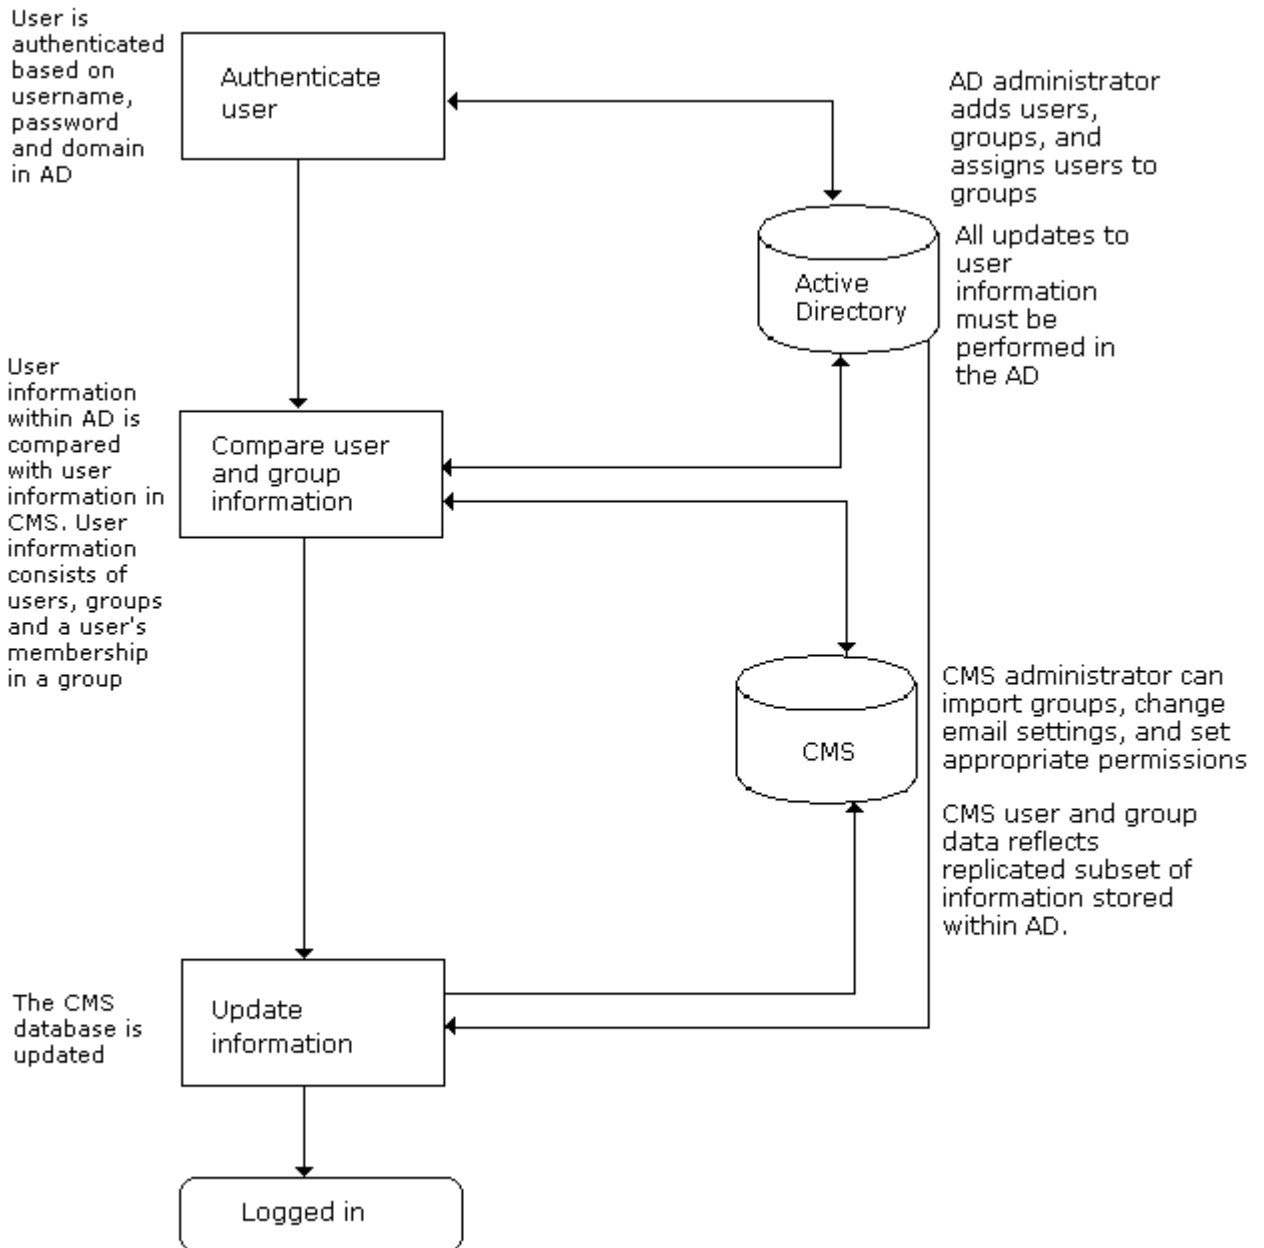 User is
authenticated
based on
username,
password
and domain
in AD
Authenticate
user
AD administrator
adds users,
groups, and
assigns users to
groups
All updates to
user
information
must be
performed in
the AD
Active
Directory
User
information
within AD is
compared
with user
information in
CMS. User
information
consists of
users, groups
and a user's
membership
in a group
Compare user
and group
information
CMS
CMS administrator can
import groups, change
email settings, and set
appropriate permissions
CMS user and group
data reflects
replicated subset of
information stored
within AD.
The CMS
database is
updated
Update
information
Logged in